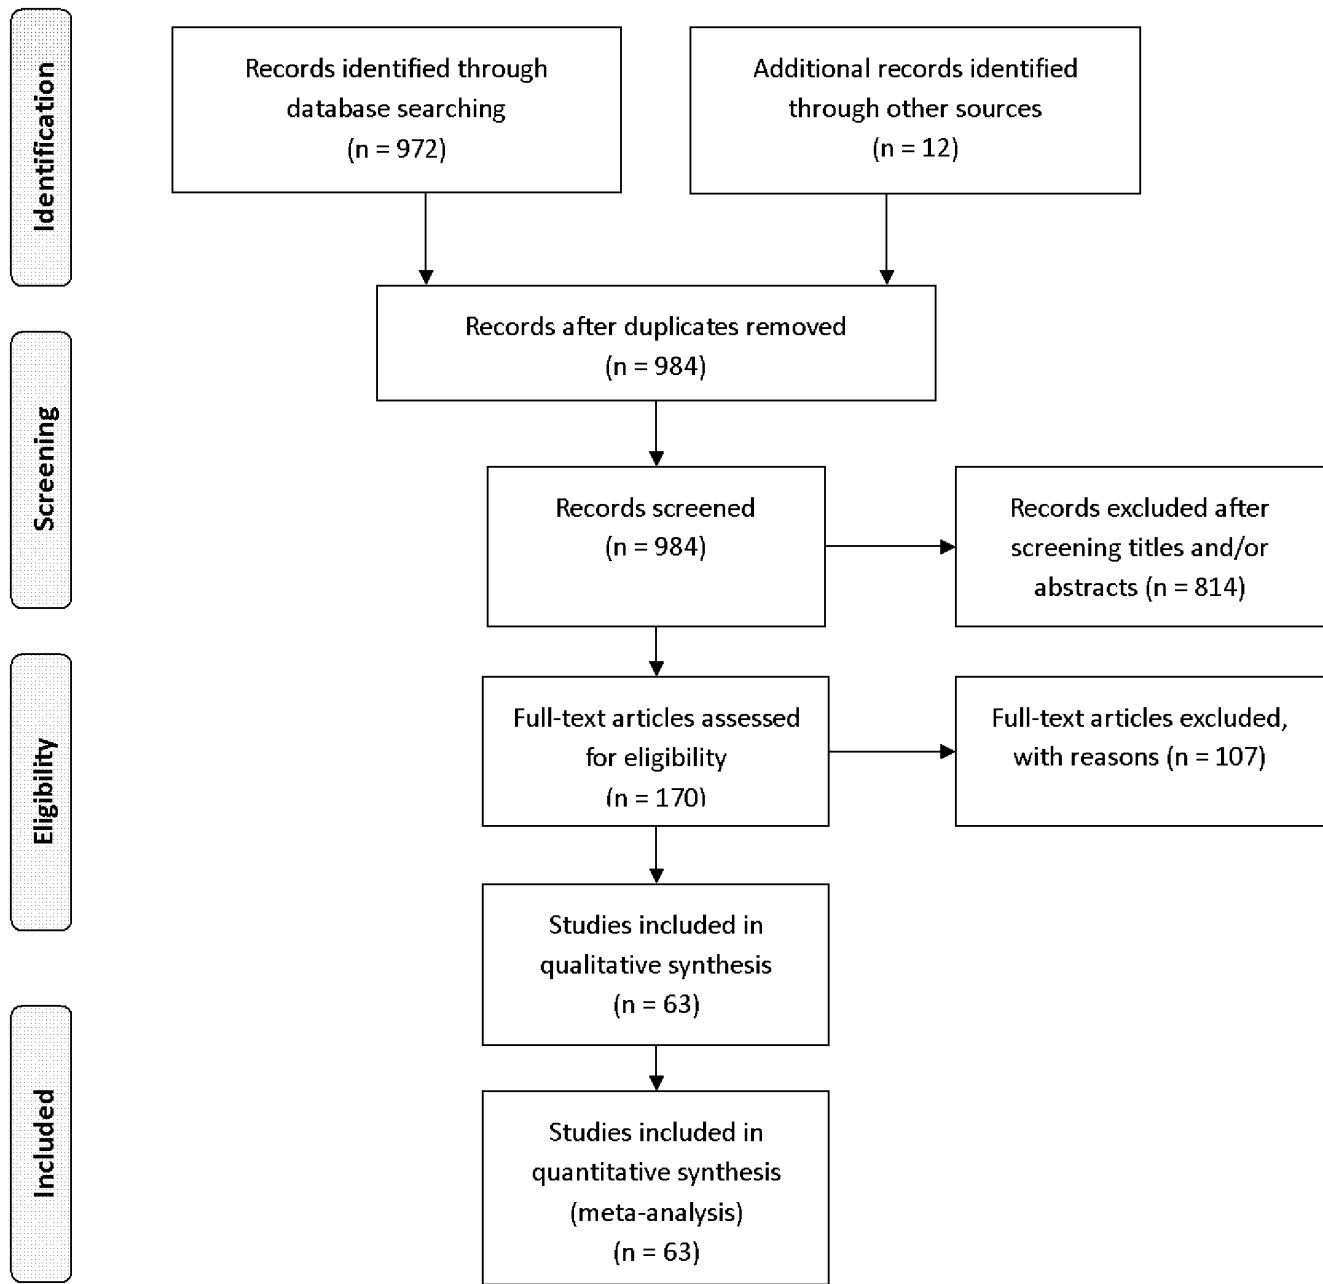 Identification
Records identified through
database searching
(n = 972)
Additional records identified
through other sources
(n = 12)
Records after duplicates removed
(n = 984)
Screening
Records screened
(n = 984)
Records excluded after
screening titles and/or
abstracts (n = 814)
Eligibility
Full-text articles assessed
for eligibility
(n = 170)
Full-text articles excluded,
with reasons (n = 107)
Studies included in
qualitative synthesis
(n = 63)
Included
Studies included in
quantitative synthesis
(meta-analysis)
(n = 63)